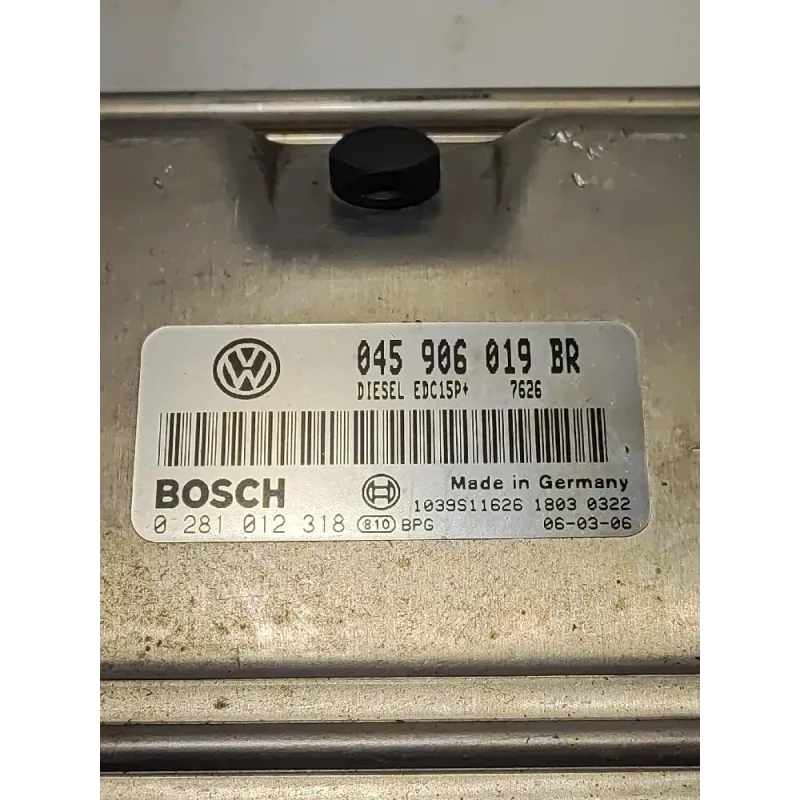 045 906 019 BR
DIESEL EDC15P+ 7626
BOSCH
Made in Germany
1039S11626 1803 0322
0 281 012 318 810 BPG 06-03-06